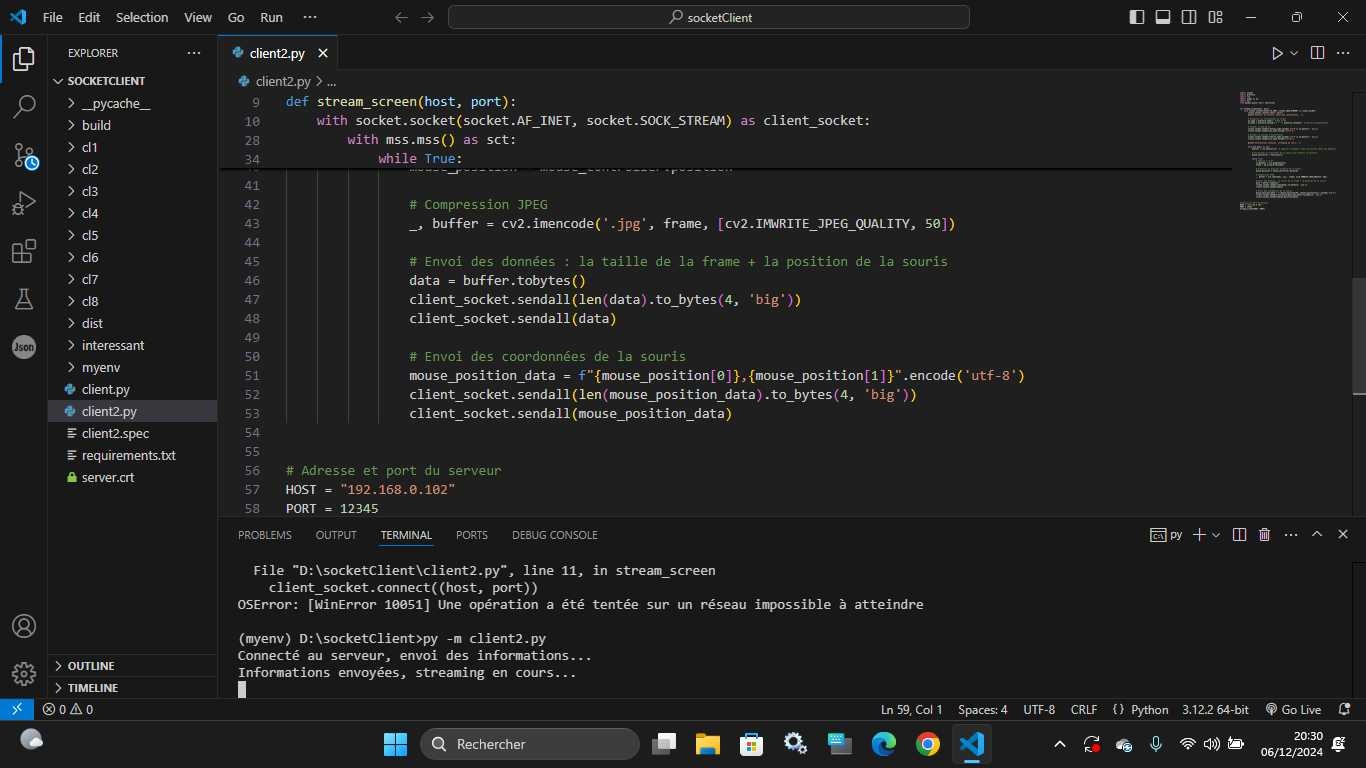 File Edit Selection View Go Run ···
socketClient
EXPLORER ···
client2.py
SOCKETCLIENT
__pycache__
build
cl1
cl2
cl3
cl4
cl5
cl6
cl7
cl8
dist
interessant
myenv
client.py
client2.py
client2.spec
requirements.txt
server.crt
OUTLINE
TIMELINE
Json
client2.py > ...
9 def stream_screen(host, port):
10 with socket.socket(socket.AF_INET, socket.SOCK_STREAM) as client_socket:
28 with mss.mss() as sct:
34 while True:
41
42 # Compression JPEG
43 _, buffer = cv2.imencode('.jpg', frame, [cv2.IMWRITE_JPEG_QUALITY, 50])
44
45 # Envoi des données : la taille de la frame + la position de la souris
46 data = buffer.tobytes()
47 client_socket.sendall(len(data).to_bytes(4, 'big'))
48 client_socket.sendall(data)
49
50 # Envoi des coordonnées de la souris
51 mouse_position_data = f"{mouse_position[0]},{mouse_position[1]}".encode('utf-8')
52 client_socket.sendall(len(mouse_position_data).to_bytes(4, 'big'))
53 client_socket.sendall(mouse_position_data)
54
55
56 # Adresse et port du serveur
57 HOST = "192.168.0.102"
58 PORT = 12345
PROBLEMS OUTPUT TERMINAL PORTS DEBUG CONSOLE
py
File "D:\socketClient\client2.py", line 11, in stream_screen
client_socket.connect((host, port))
OSError: [WinError 10051] Une opération a été tentée sur un réseau impossible à atteindre
(myenv) D:\socketClient>py -m client2.py
Connecté au serveur, envoi des informations...
Informations envoyées, streaming en cours...
0 0
Ln 59, Col 1 Spaces: 4 UTF-8 CRLF {} Python 3.12.2 64-bit Go Live
Rechercher
20:30
06/12/2024